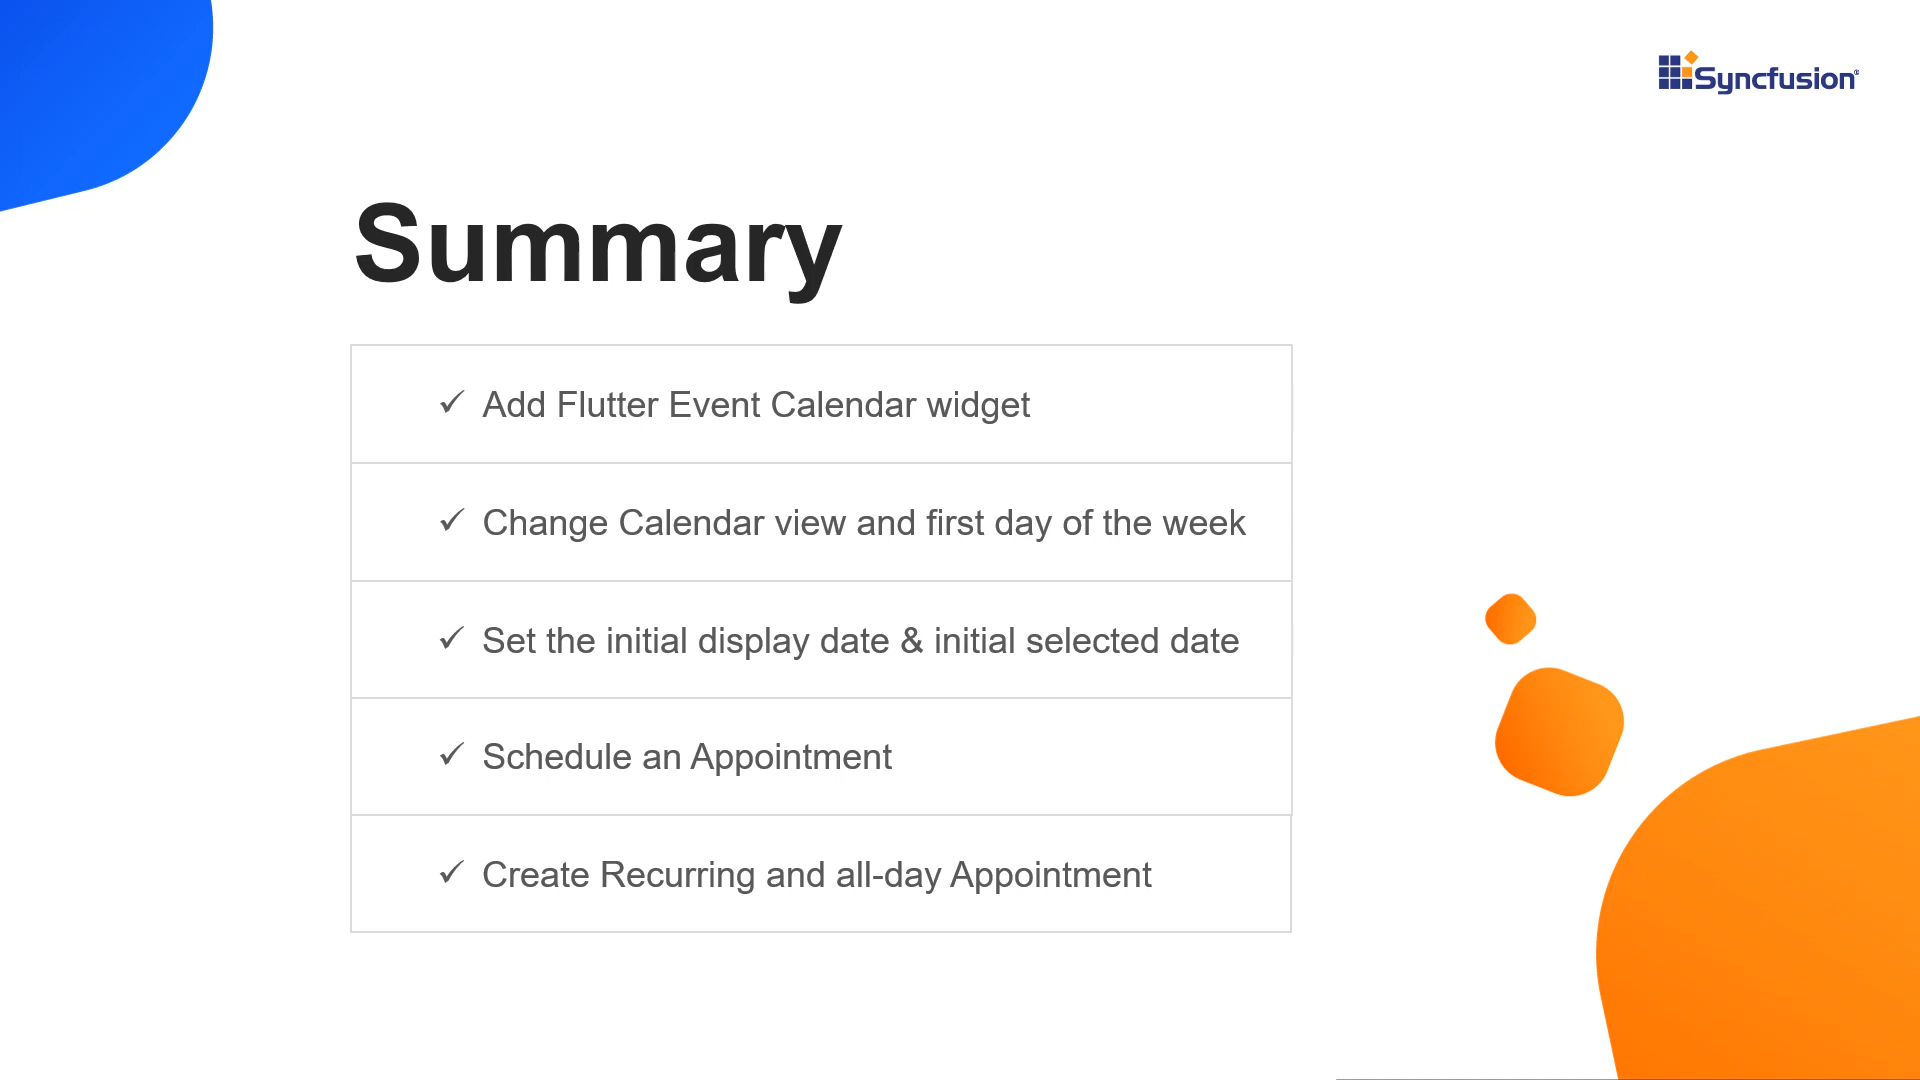 Syncfusion®
Summary
✓ Add Flutter Event Calendar widget
✓ Change Calendar view and first day of the week
✓ Set the initial display date & initial selected date
✓ Schedule an Appointment
✓ Create Recurring and all-day Appointment